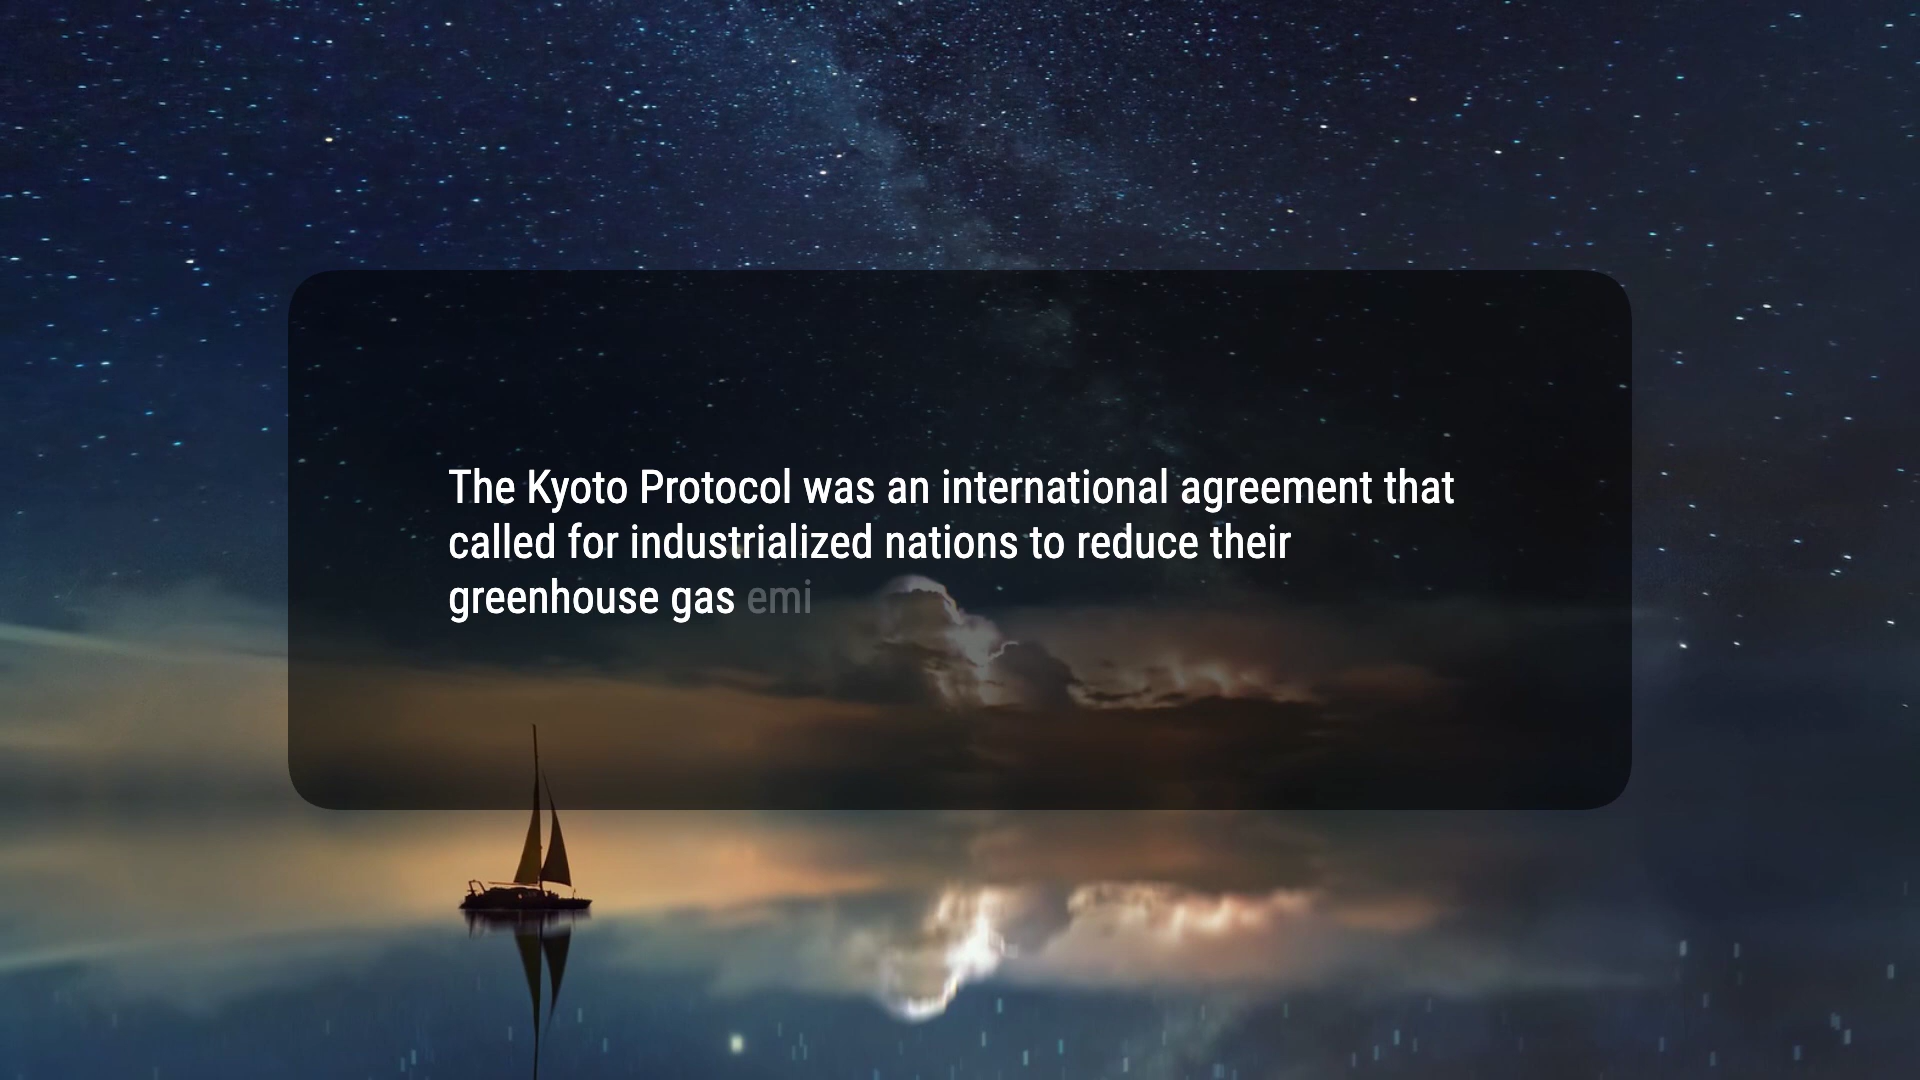 The Kyoto Protocol was an international agreement that
called for industrialized nations to reduce their
greenhouse gas emi